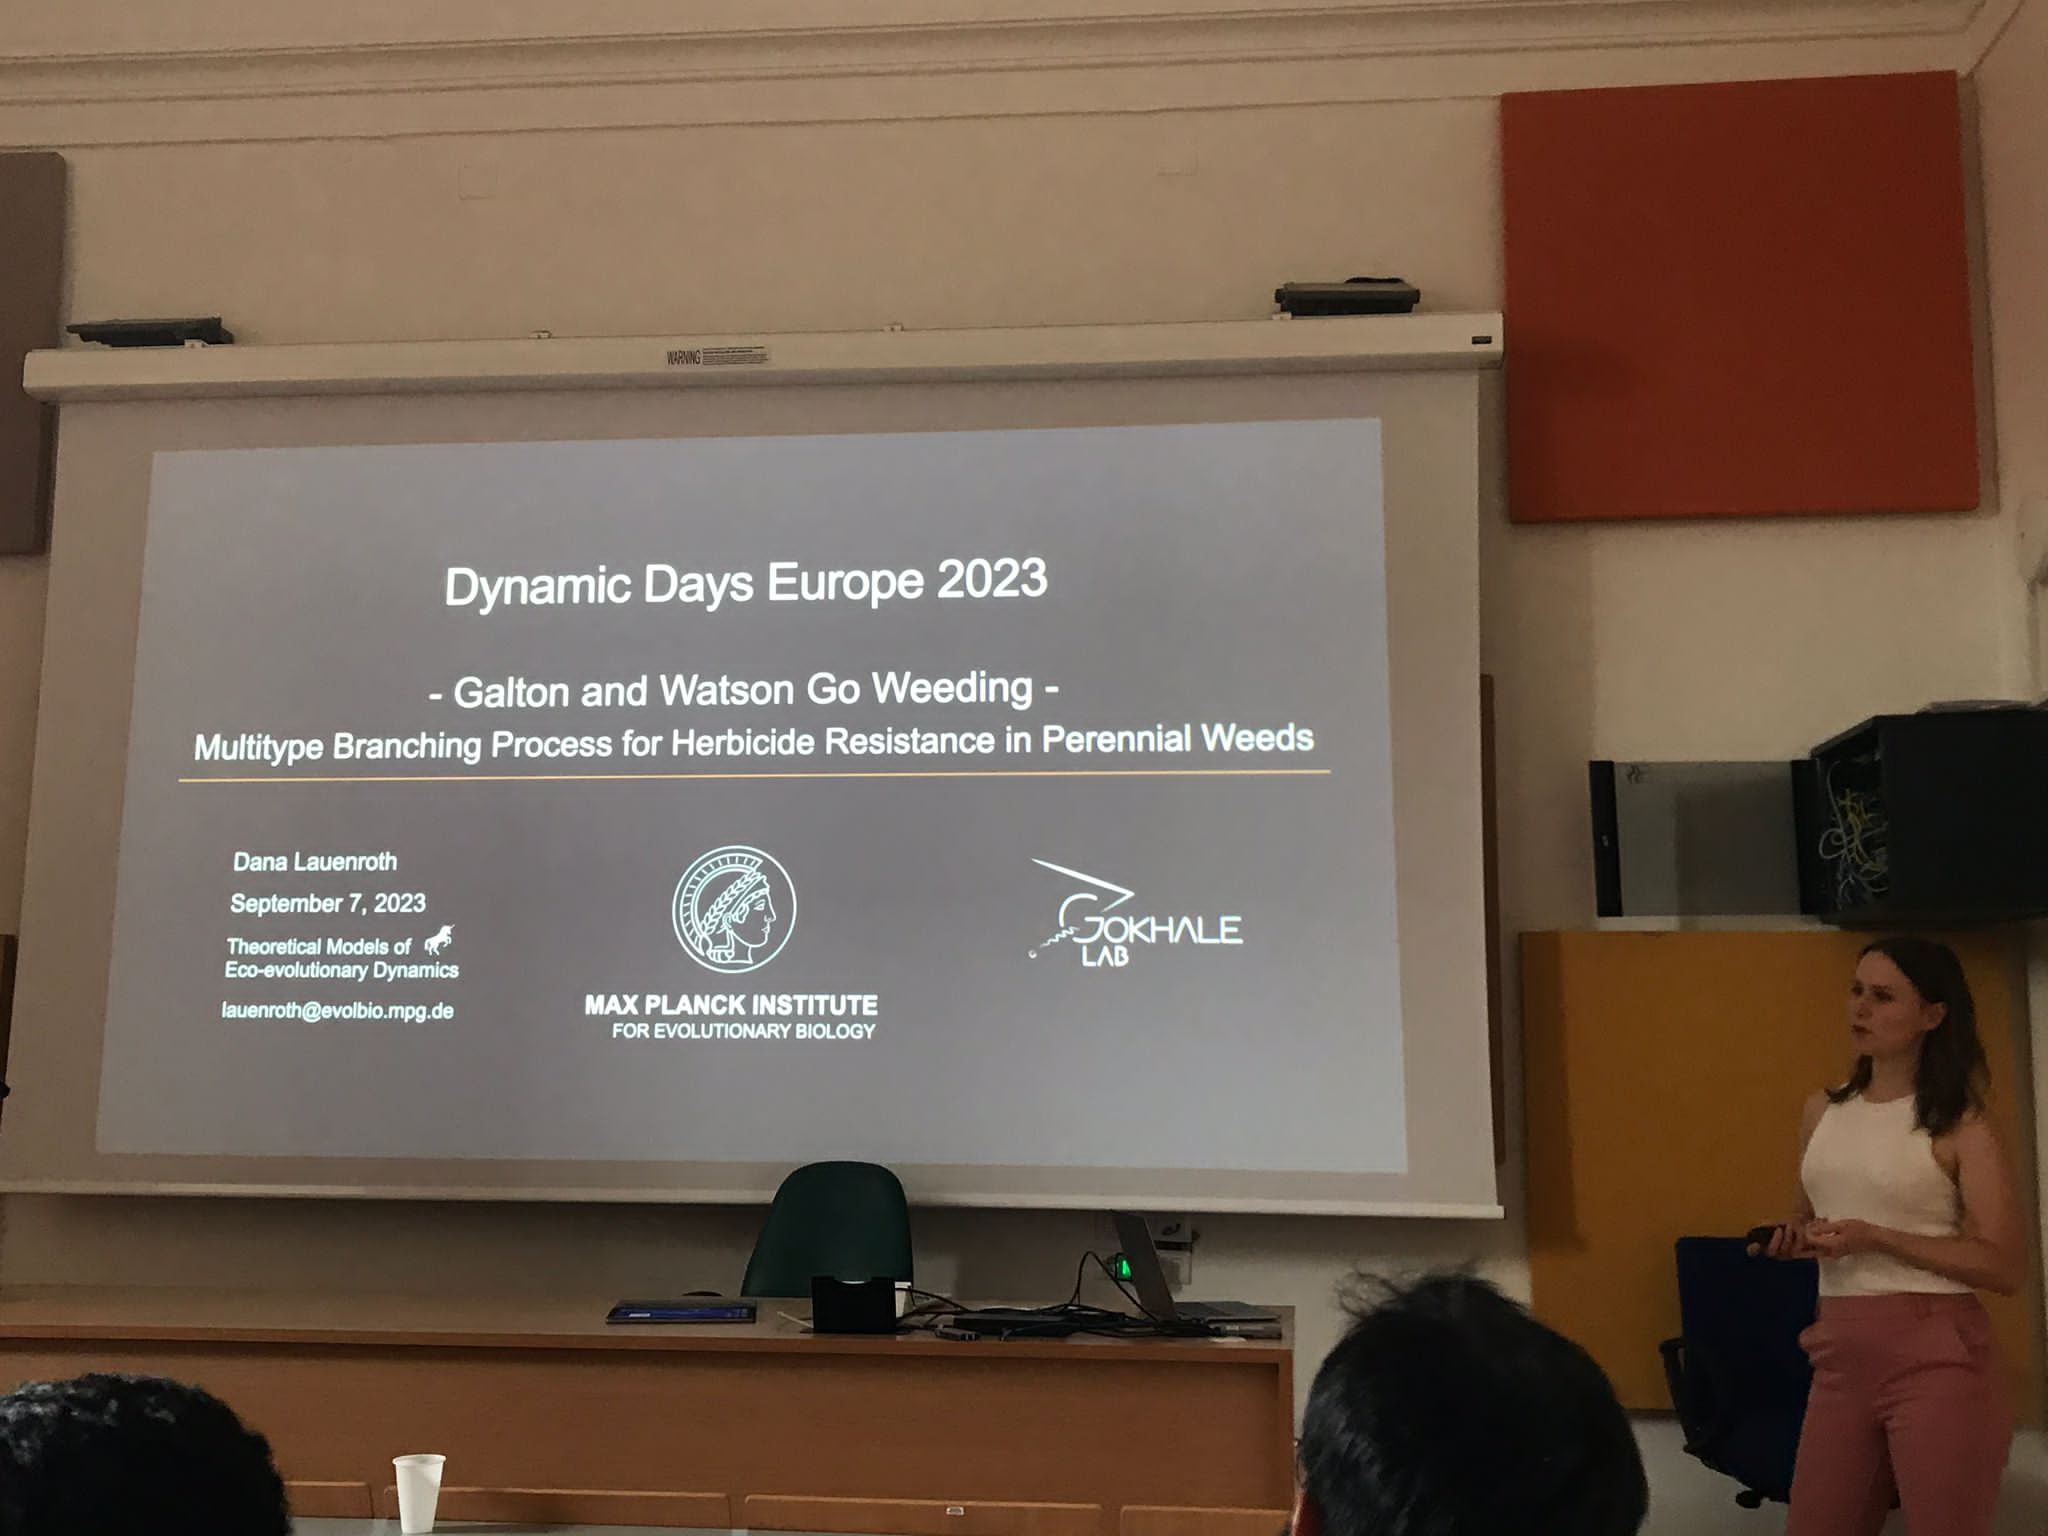 WARNING
Dynamic Days Europe 2023
- Galton and Watson Go Weeding -
Multitype Branching Process for Herbicide Resistance in Perennial Weeds
Dana Lauenroth
September 7, 2023
Theoretical Models of
Eco-evolutionary Dynamics
lauenroth@evolbio.mpg.de
MAX PLANCK INSTITUTE
FOR EVOLUTIONARY BIOLOGY
GOKHALE
LAB